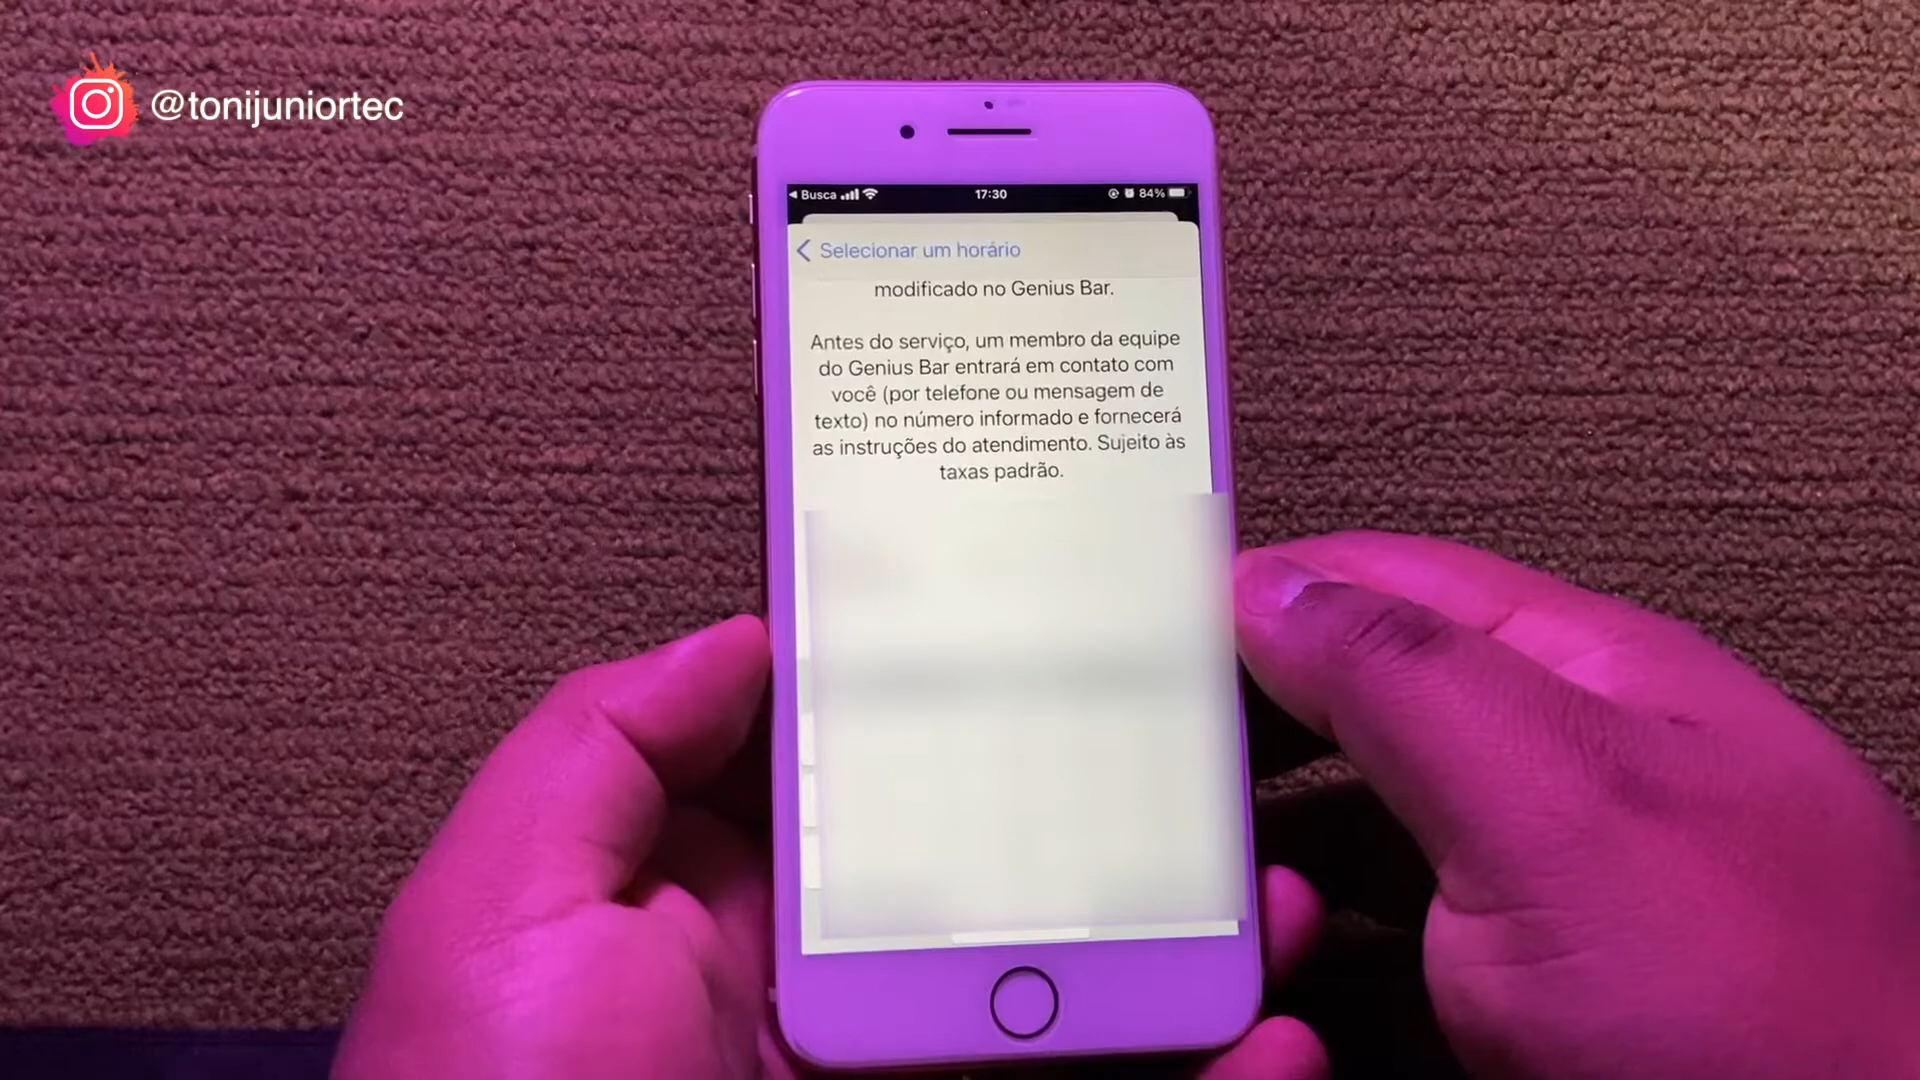 @tonijuniortec
Busca
17:30
84%
Selecionar um horário
modificado no Genius Bar.
Antes do serviço, um membro da equipe
do Genius Bar entrará em contato com
você (por telefone ou mensagem de
texto) no número informado e fornecerá
as instruções do atendimento. Sujeito às
taxas padrão.